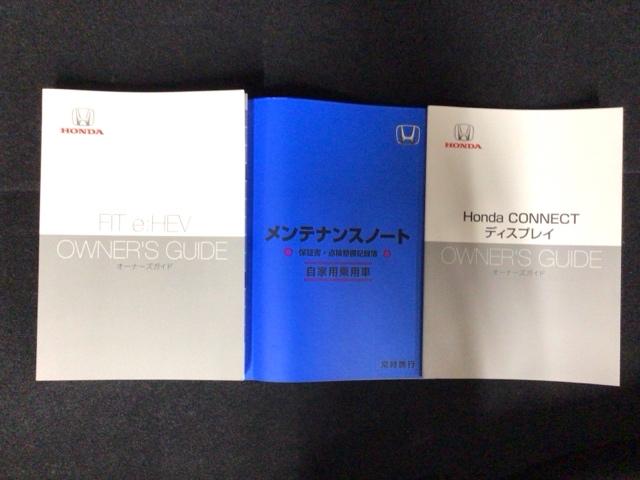 HONDA
FIT e:HEV
OWNER'S GUIDE
オーナーズガイド
メンテナンスノート
保証書・点検整備記録簿
自家用乗用車
常時携行
HONDA
Honda CONNECT
ディスプレイ
OWNER'S GUIDE
オーナーズガイド